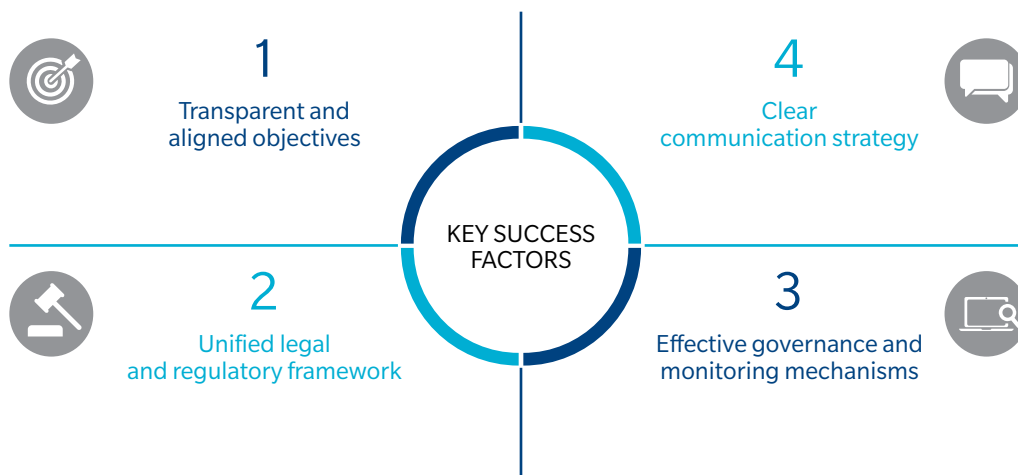 1
Transparent and
aligned objectives
2
Unified legal
and regulatory framework
3
Effective governance and
monitoring mechanisms
4
Clear
communication strategy
KEY SUCCESS
FACTORS